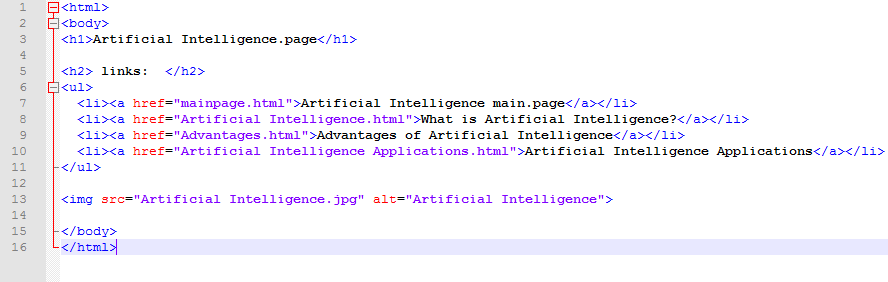 1 <html>
2 <body>
3 <h1>Artificial Intelligence.page</h1>
4
5 <h2> links:  </h2>
6 <ul>
7   <li><a href="mainpage.html">Artificial Intelligence main.page</a></li>
8   <li><a href="Artificial Intelligence.html">What is Artificial Intelligence?</a></li>
9   <li><a href="Advantages.html">Advantages of Artificial Intelligence</a></li>
10   <li><a href="Artificial Intelligence Applications.html">Artificial Intelligence Applications</a></li>
11 </ul>
12
13 <img src="Artificial Intelligence.jpg" alt="Artificial Intelligence">
14
15 </body>
16 </html>